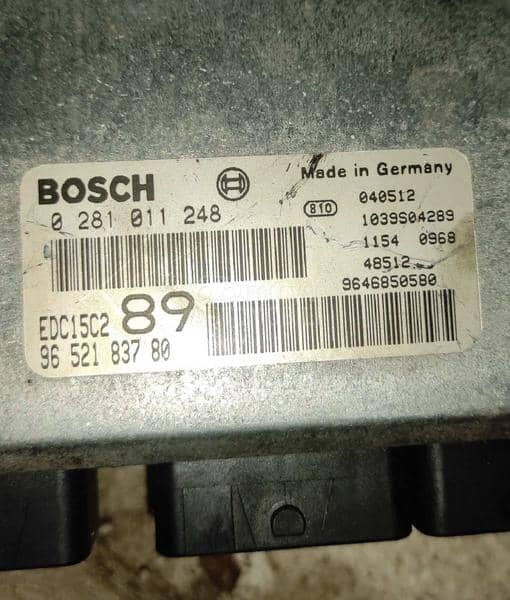 BOSCH
Made in Germany
0 281 011 248
810
040512
1039S04289
1154 0968
48512
9646850580
EDC15C2 89
96 521 837 80
D